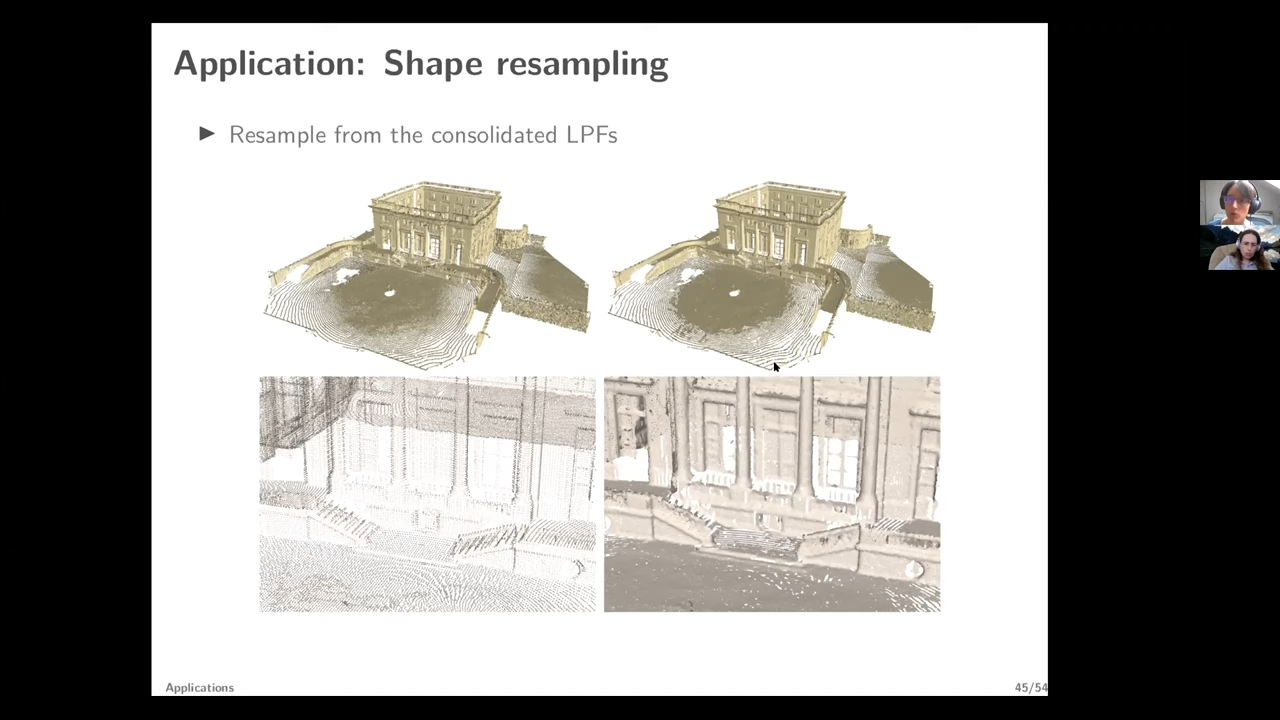 Application: Shape resampling
▶ Resample from the consolidated LPFs
Applications
45/54